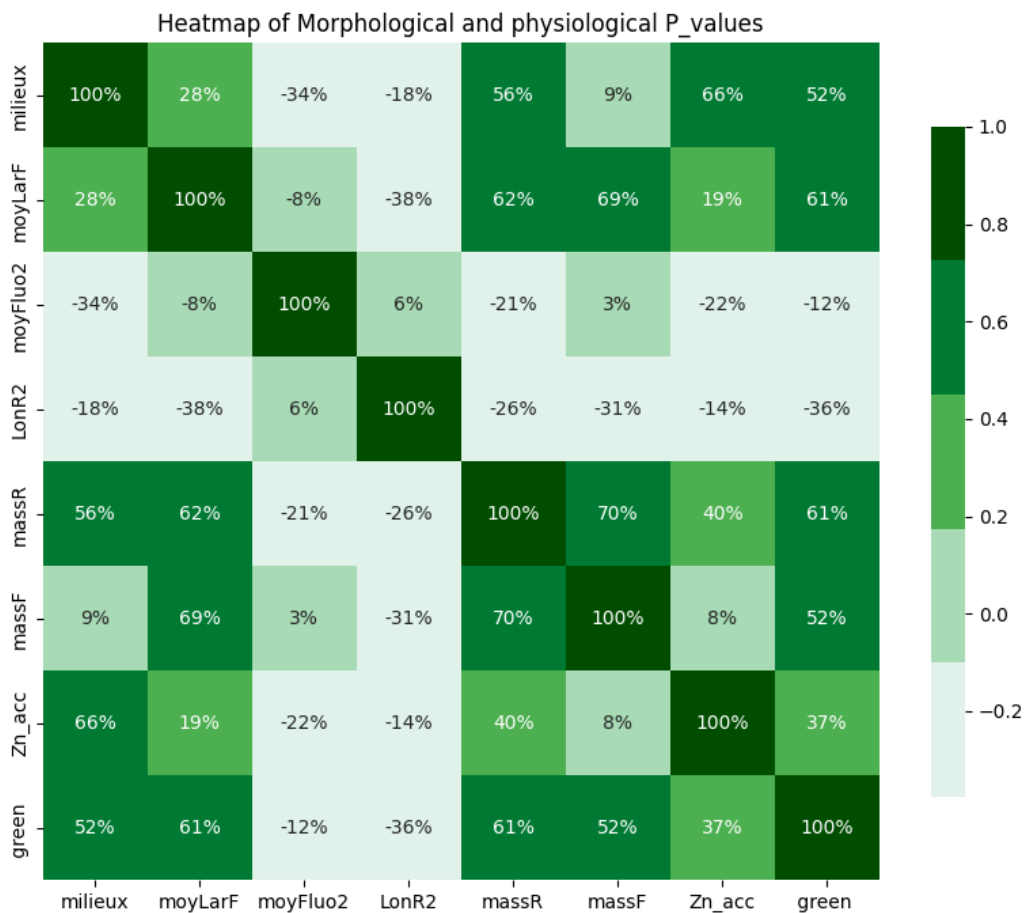 Heatmap of Morphological and physiological P_values
milieux 100% 28% -34% -18% 56% 9% 66% 52%
moyLarF 28% 100% -8% -38% 62% 69% 19% 61%
moyFluo2 -34% -8% 100% 6% -21% 3% -22% -12%
LonR2 -18% -38% 6% 100% -26% -31% -14% -36%
massR 56% 62% -21% -26% 100% 70% 40% 61%
massF 9% 69% 3% -31% 70% 100% 8% 52%
Zn_acc 66% 19% -22% -14% 40% 8% 100% 37%
green 52% 61% -12% -36% 61% 52% 37% 100%
milieux moyLarF moyFluo2 LonR2 massR massF Zn_acc green
1.0
0.8
0.6
0.4
0.2
0.0
−0.2